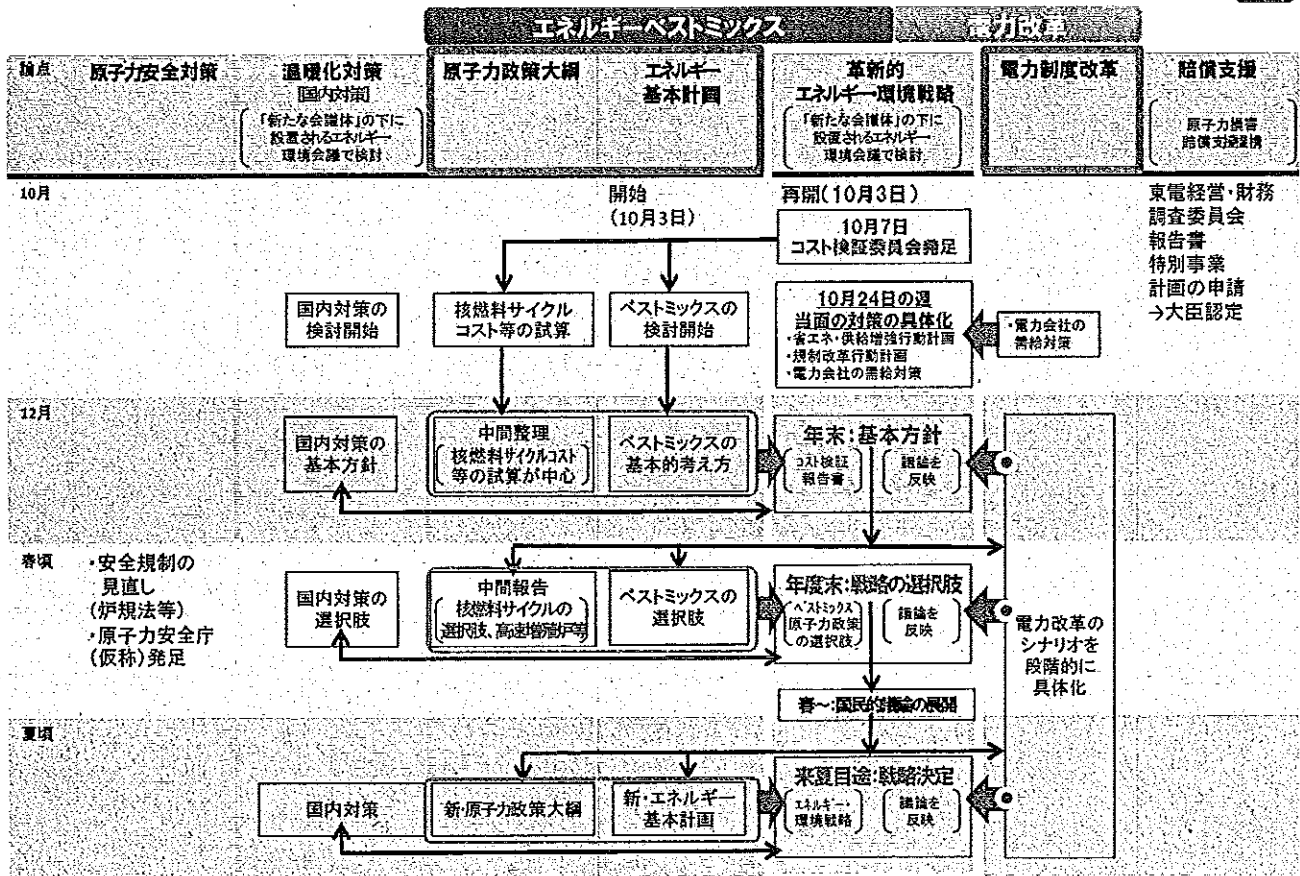 エネルギーベストミックス
電力改革
論点
原子力安全対策
温暖化対策
[国内対策]
「新たな会議体」の下に
設置されるエネルギー
環境会議で検討
原子力政策大綱
エネルギー
基本計画
革新的
エネルギー・環境戦略
「新たな会議体」の下に
設置されるエネルギー・
環境会議で検討
電力制度改革
賠償支援
原子力損害
賠償支援機構
10月
開始
(10月3日)
再開(10月3日)
10月7日
コスト検証委員会発足
東電経営・財務
調査委員会
報告書
特別事業
計画の申請
→大臣認定
国内対策の
検討開始
核燃料サイクル
コスト等の試算
ベストミックスの
検討開始
10月24日の週
当面の対策の具体化
・省エネ・供給増強行動計画
・規制改革行動計画
・電力会社の需給対策
・電力会社の
需給対策
12月
国内対策の
基本方針
中間整理
核燃料サイクルコスト
等の試算が中心
ベストミックスの
基本的考え方
年末:基本方針
コスト検証
報告書
議論を
反映
春頃
・安全規制の
見直し
(炉規法等)
・原子力安全庁
(仮称)発足
国内対策の
選択肢
中間報告
核燃料サイクルの
選択肢、高速増殖炉等
ベストミックスの
選択肢
年度末:戦略の選択肢
ベストミックス
原子力政策
の選択肢
議論を
反映
電力改革の
シナリオを
段階的に
具体化
春~:国民的議論の展開
夏頃
国内対策
新・原子力政策大綱
新・エネルギー
基本計画
来夏目途:戦略決定
エネルギー・
環境戦略
議論を
反映